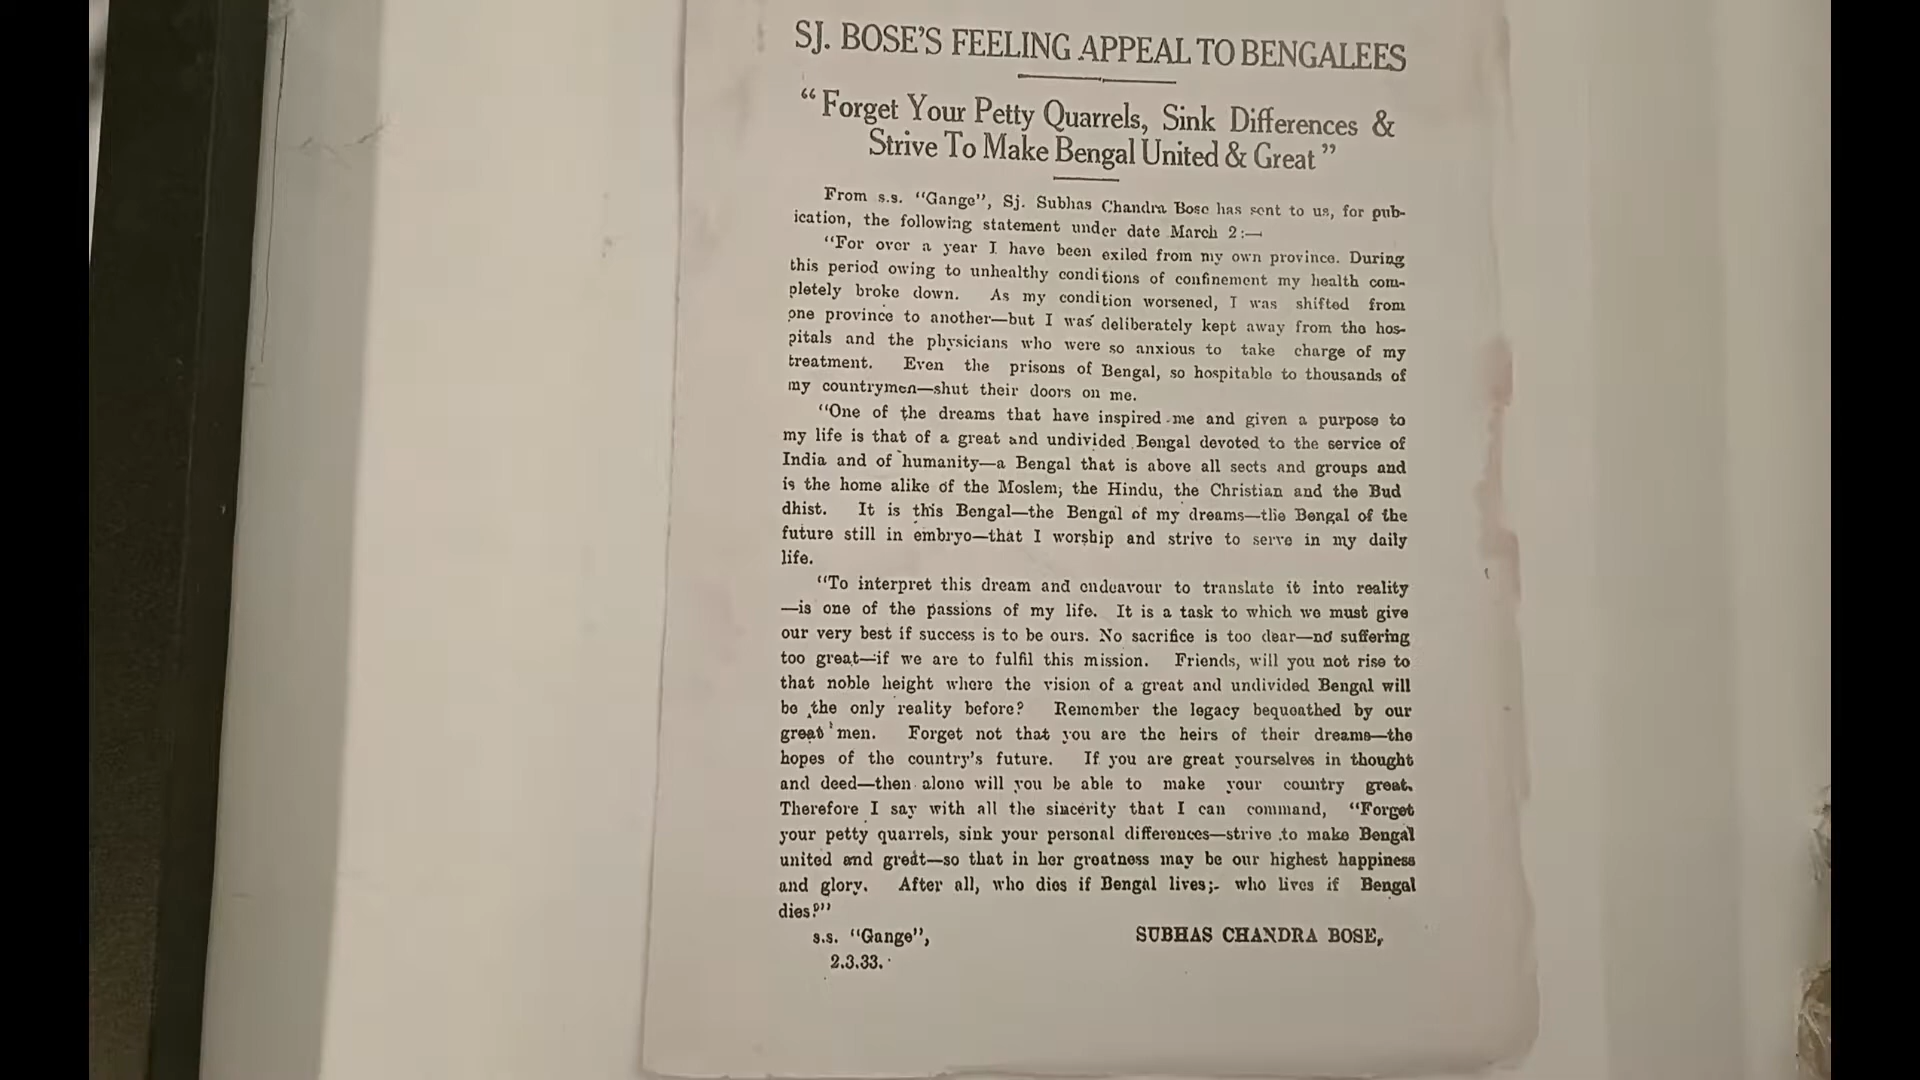 SJ. BOSE'S FEELING APPEAL TO BENGALEES
"Forget Your Petty Quarrels, Sink Differences &
Strive To Make Bengal United & Great"
From s.s. "Gange", Sj. Subhas Chandra Bose has sent to us, for pub-
ication, the following statement under date March 2:—
"For over a year I have been exiled from my own province. During
this period owing to unhealthy conditions of confinement my health com-
pletely broke down. As my condition worsened, I was shifted from
one province to another—but I was deliberately kept away from the hos-
pitals and the physicians who were so anxious to take charge of my
treatment. Even the prisons of Bengal, so hospitable to thousands of
my countrymen—shut their doors on me.
"One of the dreams that have inspired me and given a purpose to
my life is that of a great and undivided Bengal devoted to the service of
India and of humanity—a Bengal that is above all sects and groups and
is the home alike of the Moslem; the Hindu, the Christian and the Bud
dhist. It is this Bengal—the Bengal of my dreams—the Bengal of the
future still in embryo—that I worship and strive to serve in my daily
life.
"To interpret this dream and endeavour to translate it into reality
—is one of the passions of my life. It is a task to which we must give
our very best if success is to be ours. No sacrifice is too dear—no suffering
too great—if we are to fulfil this mission. Friends, will you not rise to
that noble height where the vision of a great and undivided Bengal will
be the only reality before? Remember the legacy bequeathed by our
great men. Forget not that you are the heirs of their dreams—the
hopes of the country's future. If you are great yourselves in thought
and deed—then alone will you be able to make your country great.
Therefore I say with all the sincerity that I can command, "Forget
your petty quarrels, sink your personal differences—strive to make Bengal
united and great—so that in her greatness may be our highest happiness
and glory. After all, who dies if Bengal lives;- who lives if Bengal
dies?"
s.s. "Gange", SUBHAS CHANDRA BOSE,
2.3.33.